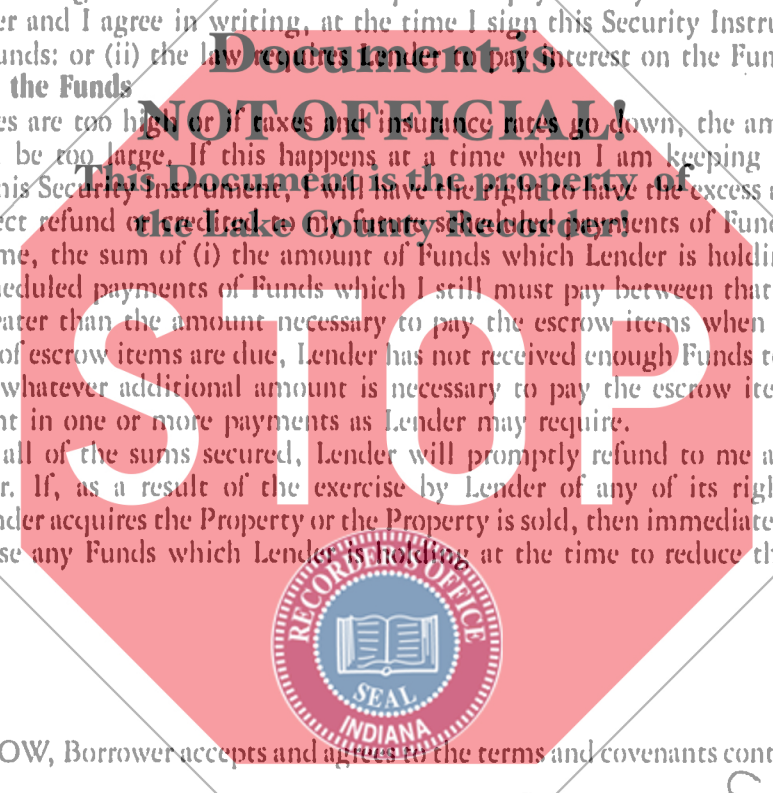 er and I agree in writing, at the time I sign this Security Instru
unds: or (ii) the law requires Lender to pay interest on the Fun
Document is
the Funds
NOT OFFICIAL!
es are too high or if taxes and insurance rates go down, the am
be too large. If this happens at a time when I am keeping
This Document is the property of
his Security Instrument, I will have the right to have the excess
the Lake County Recorder!
ect refund or credited to my future scheduled payments of Fund
me, the sum of (i) the amount of Funds which Lender is holdi
eduled payments of Funds which I still must pay between that
ater than the amount necessary to pay the escrow items when
of escrow items are due, Lender has not received enough Funds t
whatever additional amount is necessary to pay the escrow ite
nt in one or more payments as Lender may require.
all of the sums secured, Lender will promptly refund to me a
r. If, as a result of the exercise by Lender of any of its righ
nder acquires the Property or the Property is sold, then immediate
se any Funds which Lender is holding at the time to reduce th
STOP
RECORDER'S OFFICE
SEAL
INDIANA
OW, Borrower accepts and agrees to the terms and covenants cont